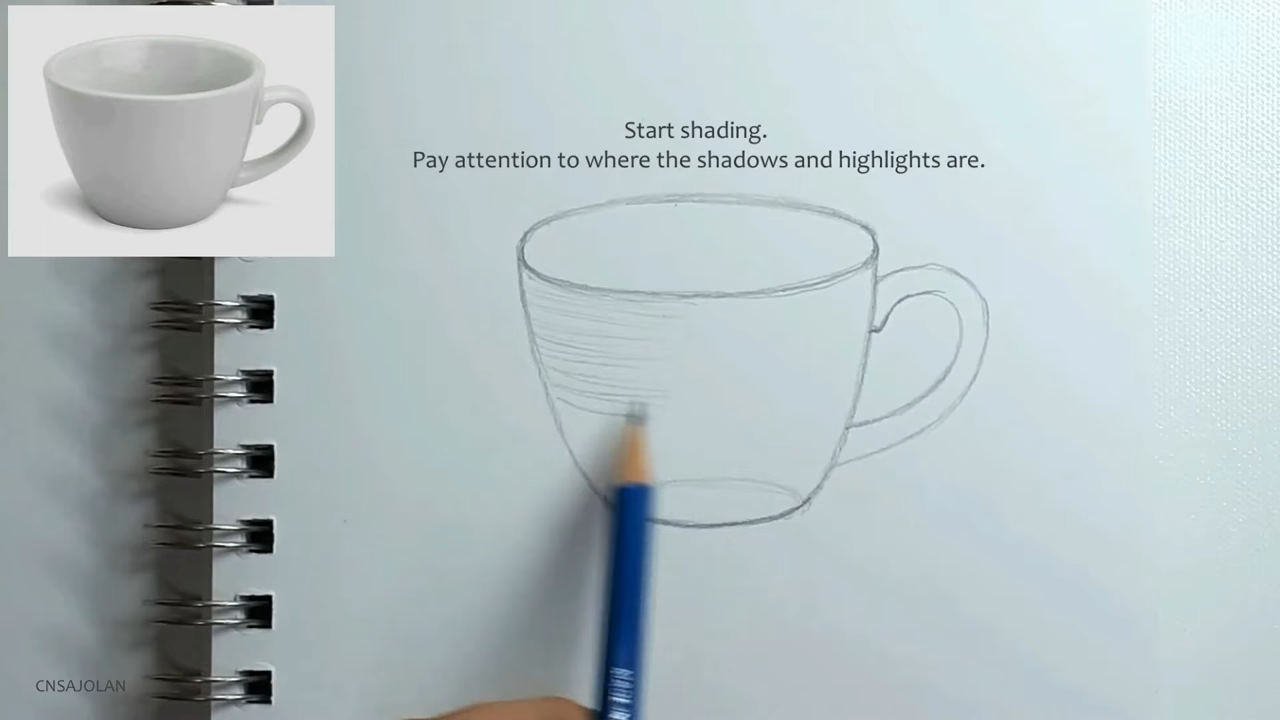 Start shading.
Pay attention to where the shadows and highlights are.
CNSAJOLAN